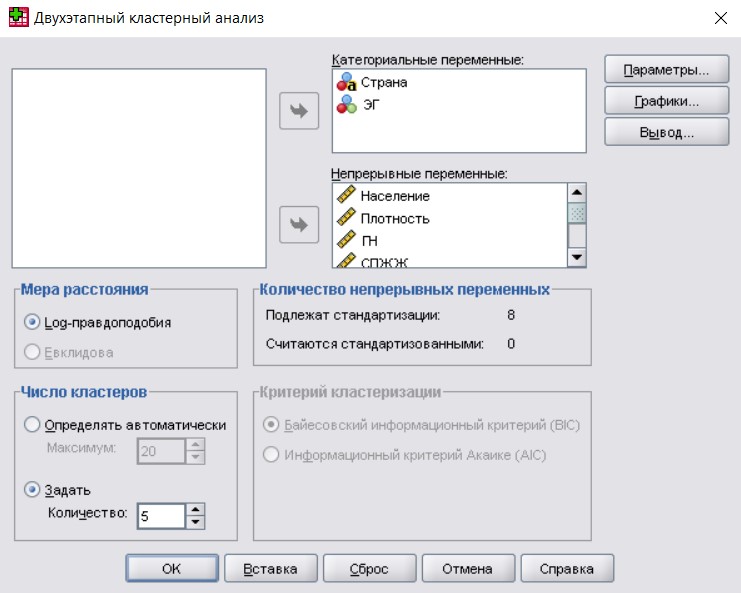 Двухэтапный кластерный анализ
Категориальные переменные:
Страна
ЭГ
Параметры...
Графики...
Вывод...
Непрерывные переменные:
Население
Плотность
ГН
СПЖЖ
Мера расстояния
Log-правдоподобия
Евклидова
Количество непрерывных переменных
Подлежат стандартизации: 8
Считаются стандартизованными: 0
Число кластеров
Определять автоматически
Максимум: 20
Задать
Количество: 5
Критерий кластеризации
Байесовский информационный критерий (BIC)
Информационный критерий Акаике (AIC)
OK Вставка Сброс Отмена Справка